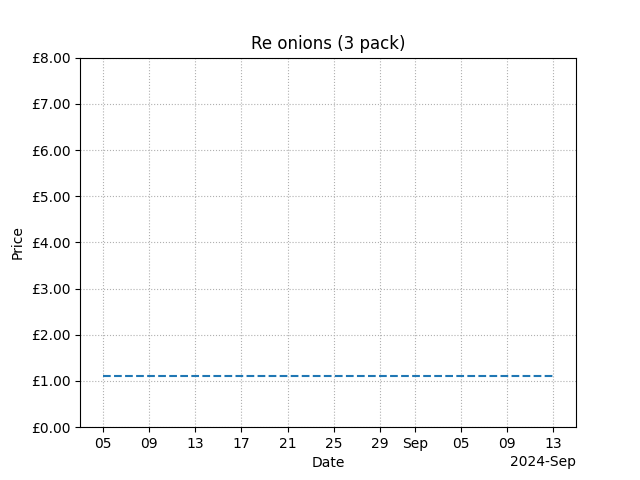 Re onions (3 pack)
£8.00
£7.00
£6.00
£5.00
£4.00
£3.00
£2.00
£1.00
£0.00
Price
05 09 13 17 21 25 29 Sep 05 09 13
Date
2024-Sep